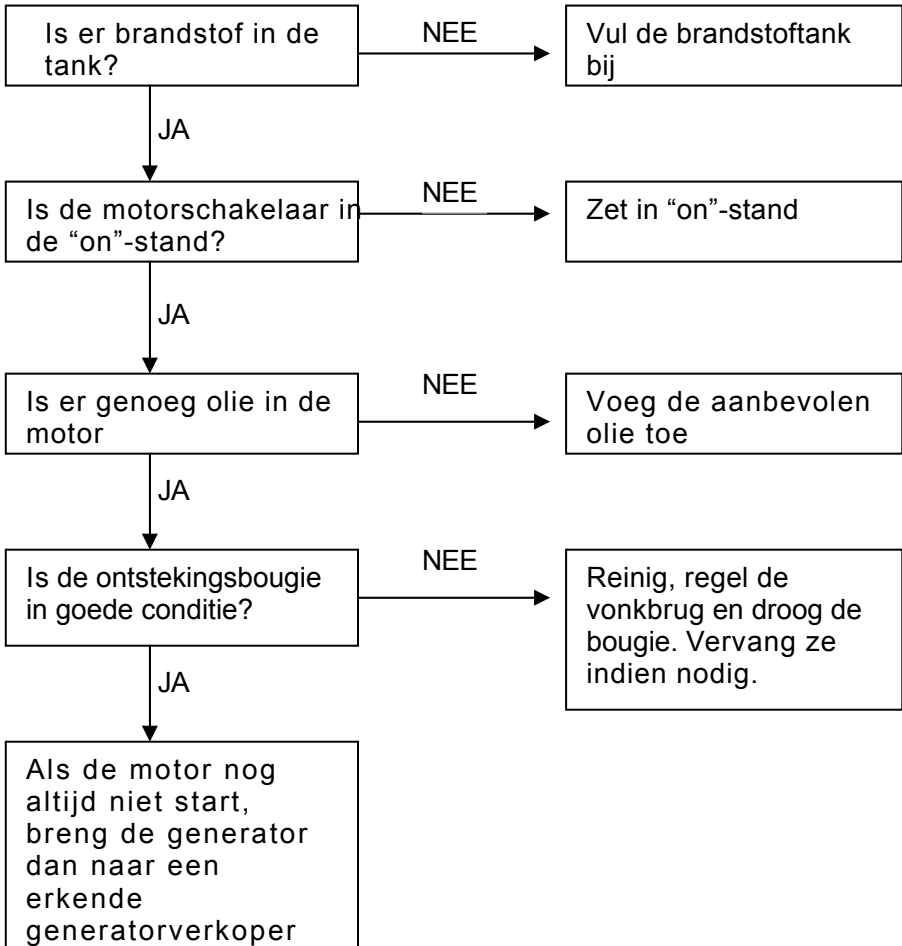 Is er brandstof in de
tank?
NEE
Vul de brandstoftank
bij
JA
Is de motorschakelaar in
de “on”-stand?
NEE
Zet in “on”-stand
JA
Is er genoeg olie in de
motor
NEE
Voeg de aanbevolen
olie toe
JA
Is de ontstekingsbougie
in goede conditie?
NEE
Reinig, regel de
vonkbrug en droog de
bougie. Vervang ze
indien nodig.
JA
Als de motor nog
altijd niet start,
breng de generator
dan naar een
erkende
generatorverkoper